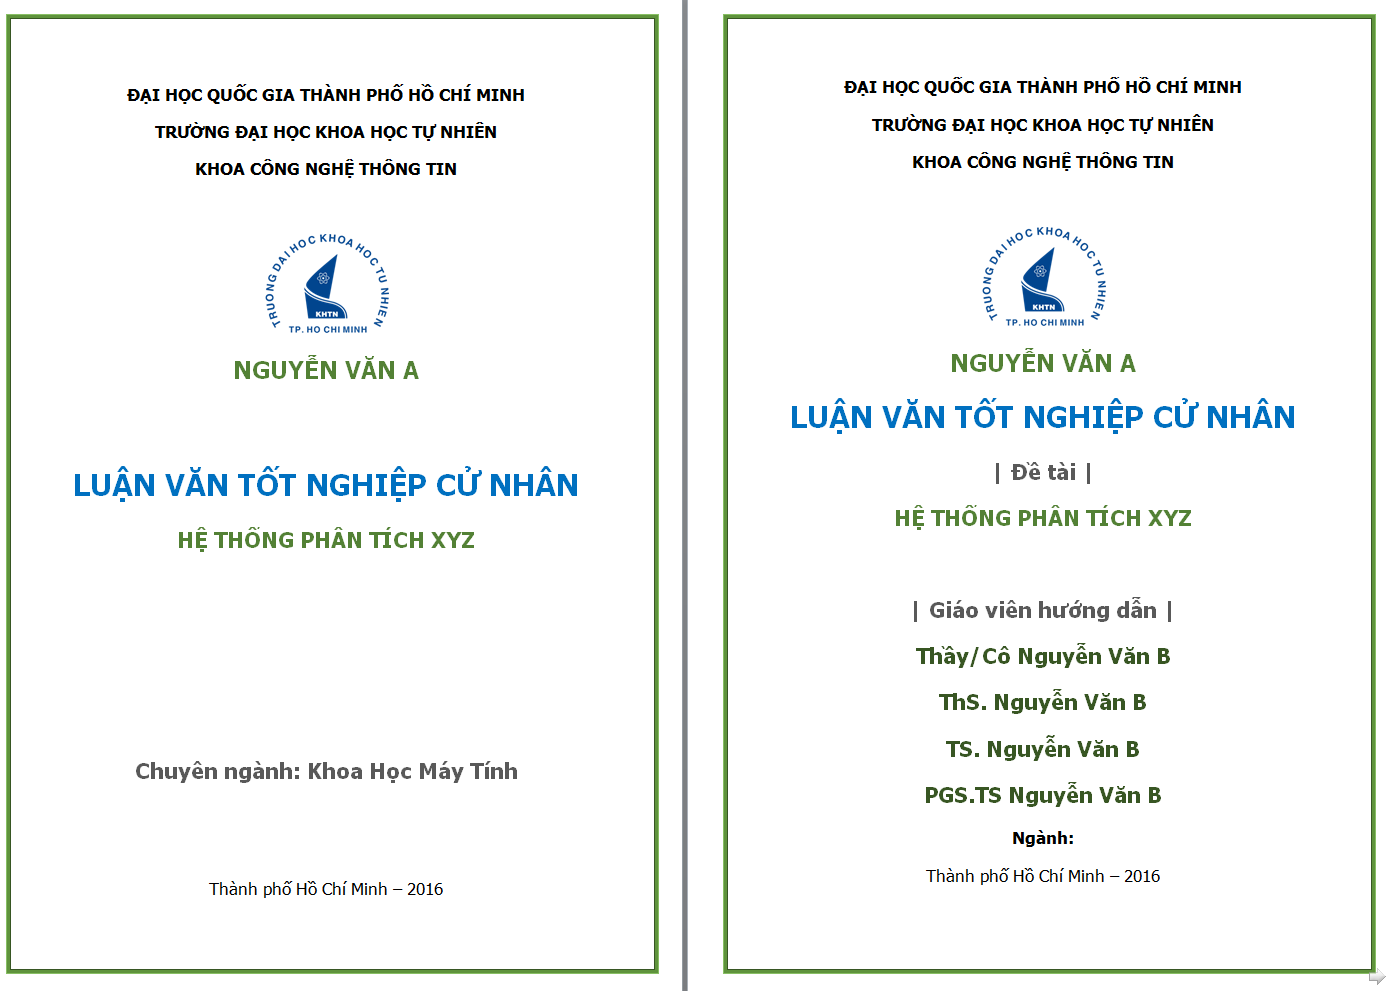 ĐẠI HỌC QUỐC GIA THÀNH PHỐ HỒ CHÍ MINH
TRƯỜNG ĐẠI HỌC KHOA HỌC TỰ NHIÊN
KHOA CÔNG NGHỆ THÔNG TIN
TRUONG DAI HOC KHOA HOC TU NHIEN
KHTN
TP. HO CHI MINH
NGUYỄN VĂN A
LUẬN VĂN TỐT NGHIỆP CỬ NHÂN
HỆ THỐNG PHÂN TÍCH XYZ
Chuyên ngành: Khoa Học Máy Tính
Thành phố Hồ Chí Minh – 2016
ĐẠI HỌC QUỐC GIA THÀNH PHỐ HỒ CHÍ MINH
TRƯỜNG ĐẠI HỌC KHOA HỌC TỰ NHIÊN
KHOA CÔNG NGHỆ THÔNG TIN
TRUONG DAI HOC KHOA HOC TU NHIEN
KHTN
TP. HO CHI MINH
NGUYỄN VĂN A
LUẬN VĂN TỐT NGHIỆP CỬ NHÂN
| Đề tài |
HỆ THỐNG PHÂN TÍCH XYZ
| Giáo viên hướng dẫn |
Thầy/Cô Nguyễn Văn B
ThS. Nguyễn Văn B
TS. Nguyễn Văn B
PGS.TS Nguyễn Văn B
Ngành:
Thành phố Hồ Chí Minh – 2016